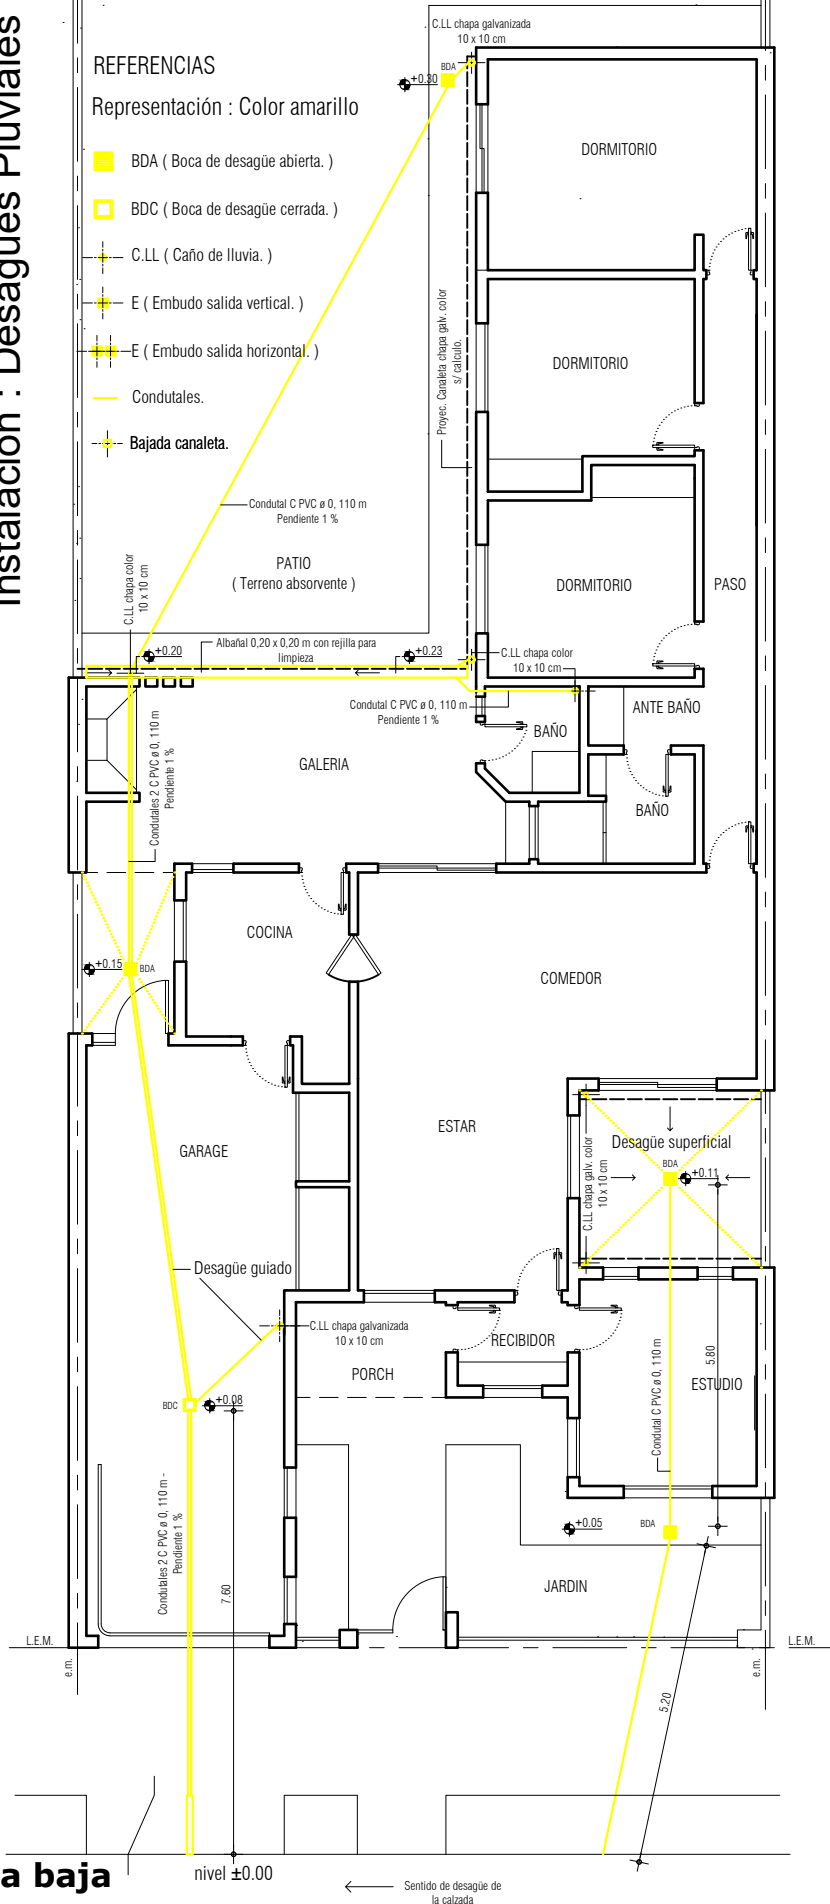 Instalacion : Desagües Pluviales
C.LL chapa galvanizada
10 x 10 cm
REFERENCIAS
BDA
+0.30
Representación : Color amarillo
BDA ( Boca de desagüe abierta. )
BDC ( Boca de desagüe cerrada. )
C.LL ( Caño de lluvia. )
E ( Embudo salida vertical. )
E ( Embudo salida horizontal. )
Condutales.
Bajada canaleta.
DORMITORIO
Proyec. Canaleta chapa galv. color
s/ calculo.
DORMITORIO
Condutal C PVC ø 0, 110 m
Pendiente 1 %
PATIO
( Terreno absorvente )
C.LL chapa color
10 x 10 cm
DORMITORIO
PASO
+0.20
Albañal 0,20 x 0,20 m con rejilla para
limpieza
+0.23
C.LL chapa color
10 x 10 cm
Condutal C PVC ø 0, 110 m
Pendiente 1 %
ANTE BAÑO
BAÑO
GALERIA
BAÑO
Condutales 2 C PVC ø 0, 110 m
Pendiente 1 %
COCINA
+0.15
BDA
COMEDOR
ESTAR
GARAGE
C.LL chapa galv. color
10 x 10 cm
Desagüe superficial
BDA
+0.11
Desagüe guiado
C.LL chapa galvanizada
10 x 10 cm
RECIBIDOR
PORCH
5.80
ESTUDIO
Condutal C PVC ø 0, 110 m
BDC
+0.08
Condutales 2 C PVC ø 0, 110 m -
Pendiente 1 %
+0.05
BDA
7.60
JARDIN
L.E.M.
L.E.M.
e.m.
e.m.
5.20
a baja
nivel ±0.00
Sentido de desagüe de
la calzada